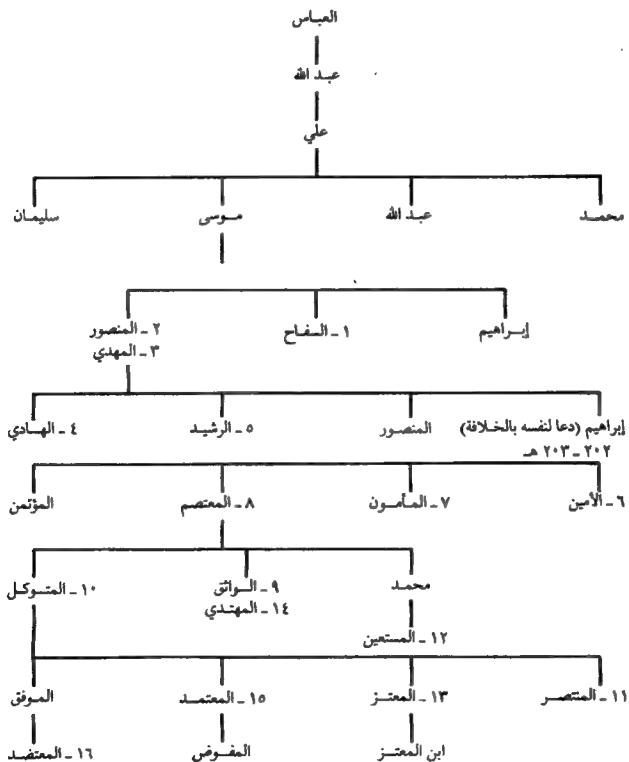 العباس
عبد الله
علي
محمد عبد الله موسى سليمان
إبراهيم ١ - السفاح ٢ - المنصور
٣ - المهدي
إبراهيم (دعا لنفسه بالخلافة) المنصور ٥ - الرشيد ٤ - الهادي
٢٠٢ - ٢٠٣ هـ
٦ - الأمين ٧ - المأمون ٨ - المعتصم المؤتمن
محمد ٩ - الواثق ١٠ - المتوكل
١٤ - المهتدي
١٢ - المستعين
١١ - المنتصر ١٣ - المعتز ١٥ - المعتمد الموفق
ابن المعتز المفوض ١٦ - المعتضد